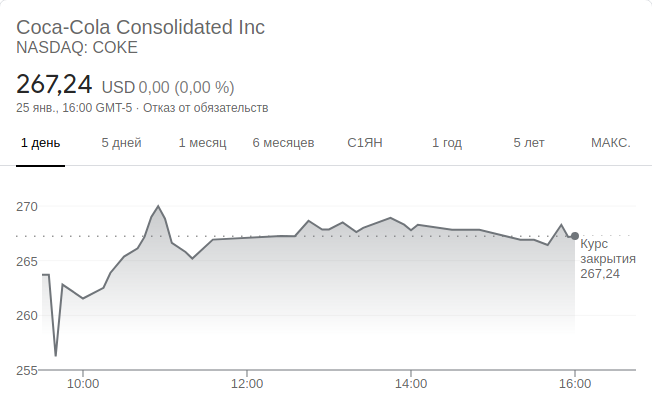 Coca-Cola Consolidated Inc
NASDAQ: COKE
267,24 USD 0,00 (0,00 %)
25 янв., 16:00 GMT-5 · Отказ от обязательств
1 день 5 дней 1 месяц 6 месяцев С1ЯН 1 год 5 лет МАКС.
270
265
260
255
Курс
закрытия
267,24
10:00 12:00 14:00 16:00